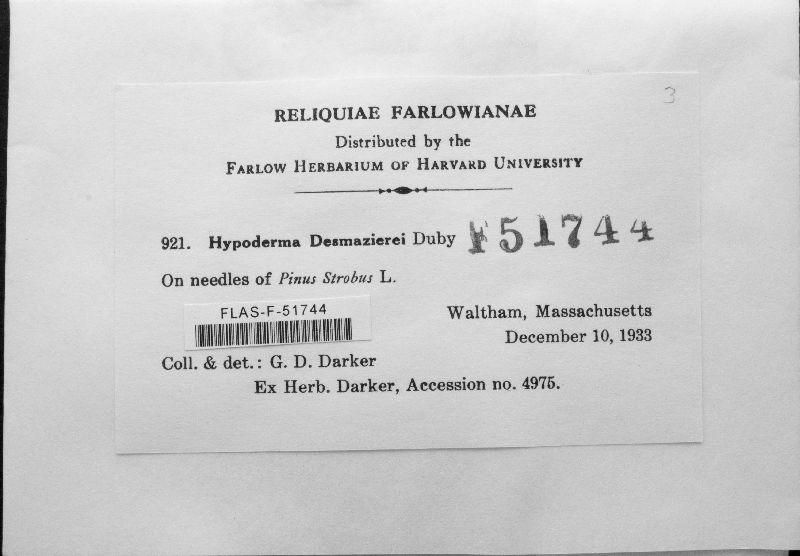 3
RELIQUIAE FARLOWIANAE
Distributed by the
FARLOW HERBARIUM OF HARVARD UNIVERSITY
921. Hypoderma Desmazierei Duby F51744
On needles of Pinus Strobus L.
FLAS-F-51744
Waltham, Massachusetts
December 10, 1933
Coll. & det.: G. D. Darker
Ex Herb. Darker, Accession no. 4975.